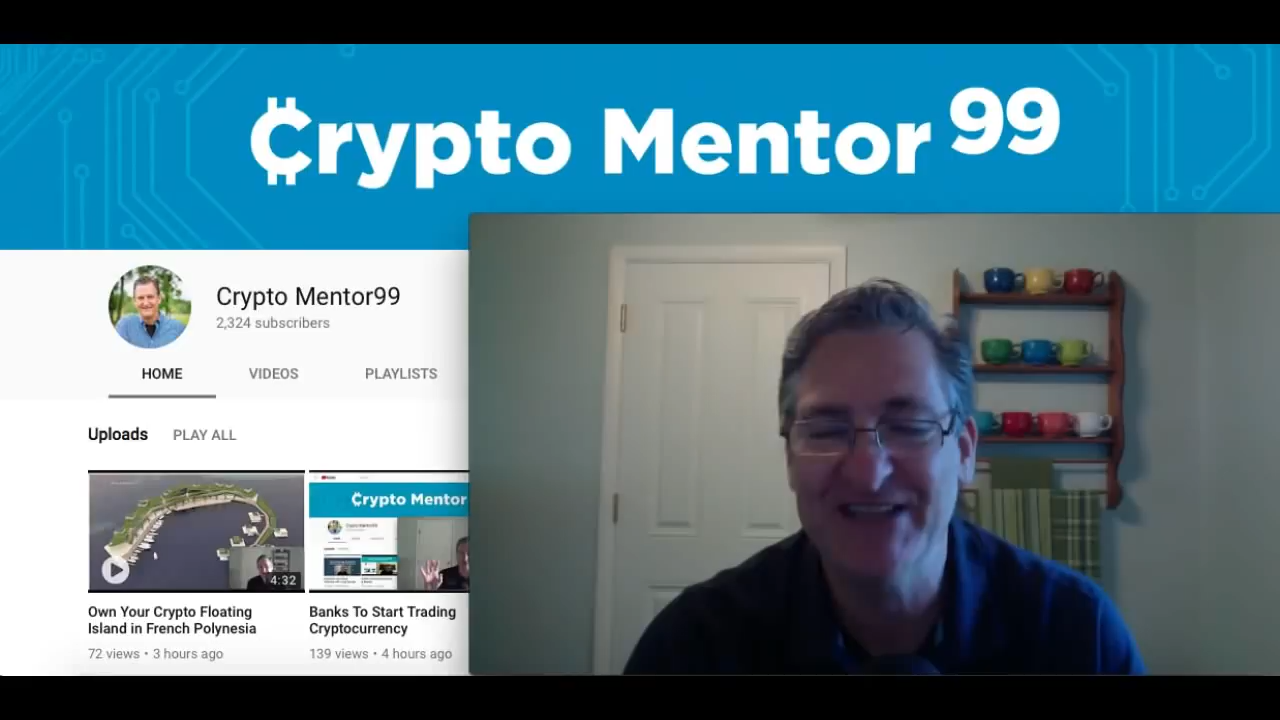 ₵rypto Mentor 99
Crypto Mentor99
2,324 subscribers
HOME VIDEOS PLAYLISTS
Uploads PLAY ALL
₵rypto Mentor
4:32
Own Your Crypto Floating
Island in French Polynesia
72 views • 3 hours ago
Banks To Start Trading
Cryptocurrency
139 views • 4 hours ago